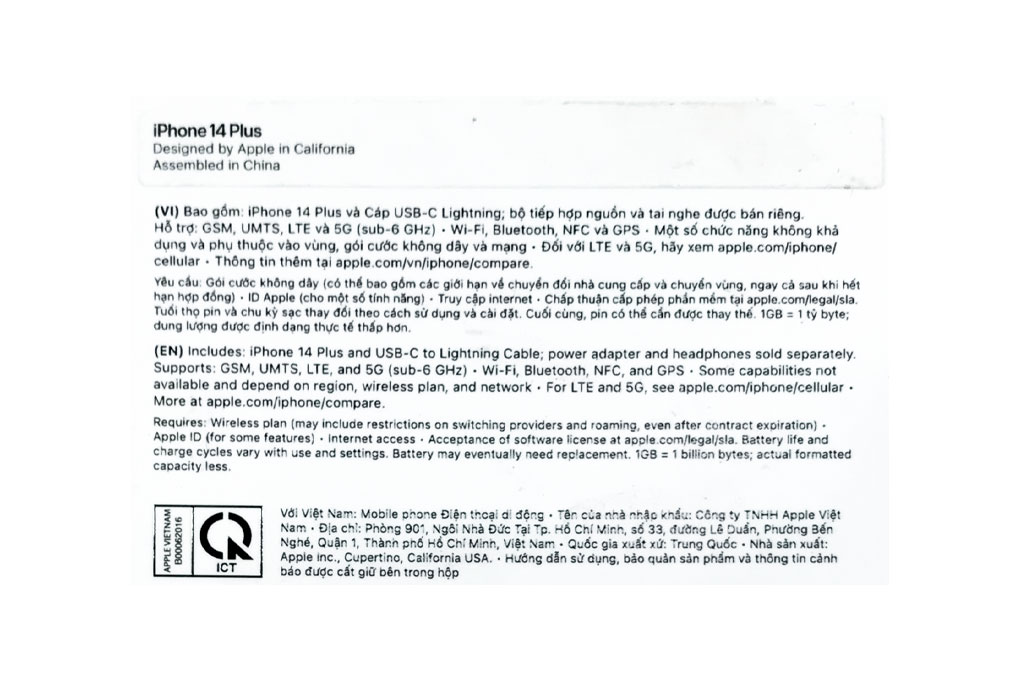 iPhone 14 Plus
Designed by Apple in California
Assembled in China
(VI) Bao gồm: iPhone 14 Plus và Cáp USB-C Lightning; bộ tiếp hợp nguồn và tai nghe được bán riêng.
Hỗ trợ: GSM, UMTS, LTE và 5G (sub-6 GHz) • Wi-Fi, Bluetooth, NFC và GPS • Một số chức năng không khả
dụng và phụ thuộc vào vùng, gói cước không dây và mạng • Đối với LTE và 5G, hãy xem apple.com/iphone/
cellular • Thông tin thêm tại apple.com/vn/iphone/compare.
Yêu cầu: Gói cước không dây (có thể bao gồm các giới hạn về chuyển đổi nhà cung cấp và chuyển vùng, ngay cả sau khi hết
hạn hợp đồng) • ID Apple (cho một số tính năng) • Truy cập internet • Chấp thuận cấp phép phần mềm tại apple.com/legal/sla.
Tuổi thọ pin và chu kỳ sạc thay đổi theo cách sử dụng và cài đặt. Cuối cùng, pin có thể cần được thay thế. 1GB = 1 tỷ byte;
dung lượng được định dạng thực tế thấp hơn.
(EN) Includes: iPhone 14 Plus and USB-C to Lightning Cable; power adapter and headphones sold separately.
Supports: GSM, UMTS, LTE, and 5G (sub-6 GHz) • Wi-Fi, Bluetooth, NFC, and GPS • Some capabilities not
available and depend on region, wireless plan, and network • For LTE and 5G, see apple.com/iphone/cellular •
More at apple.com/iphone/compare.
Requires: Wireless plan (may include restrictions on switching providers and roaming, even after contract expiration) •
Apple ID (for some features) • Internet access • Acceptance of software license at apple.com/legal/sla. Battery life and
charge cycles vary with use and settings. Battery may eventually need replacement. 1GB = 1 billion bytes; actual formatted
capacity less.
APPLE VIETNAM
B00062016
ICT
Với Việt Nam: Mobile phone Điện thoại di động • Tên của nhà nhập khẩu: Công ty TNHH Apple Việt
Nam • Địa chỉ: Phòng 901, Ngôi Nhà Đức Tại Tp. Hồ Chí Minh, số 33, đường Lê Duẩn, Phường Bến
Nghé, Quận 1, Thành phố Hồ Chí Minh, Việt Nam • Quốc gia xuất xứ: Trung Quốc • Nhà sản xuất:
Apple Inc., Cupertino, California USA. • Hướng dẫn sử dụng, bảo quản sản phẩm và thông tin cảnh
báo được cất giữ bên trong hộp